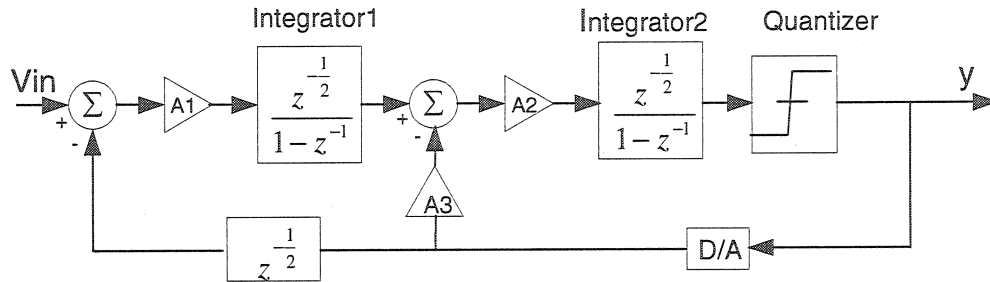 Integrator1
Integrator2
Quantizer
Vin
Σ
+
-
A1
z^{-1/2}
1 − z^{-1}
Σ
+
-
A2
z^{-1/2}
1 − z^{-1}
y
A3
z^{-1/2}
D/A